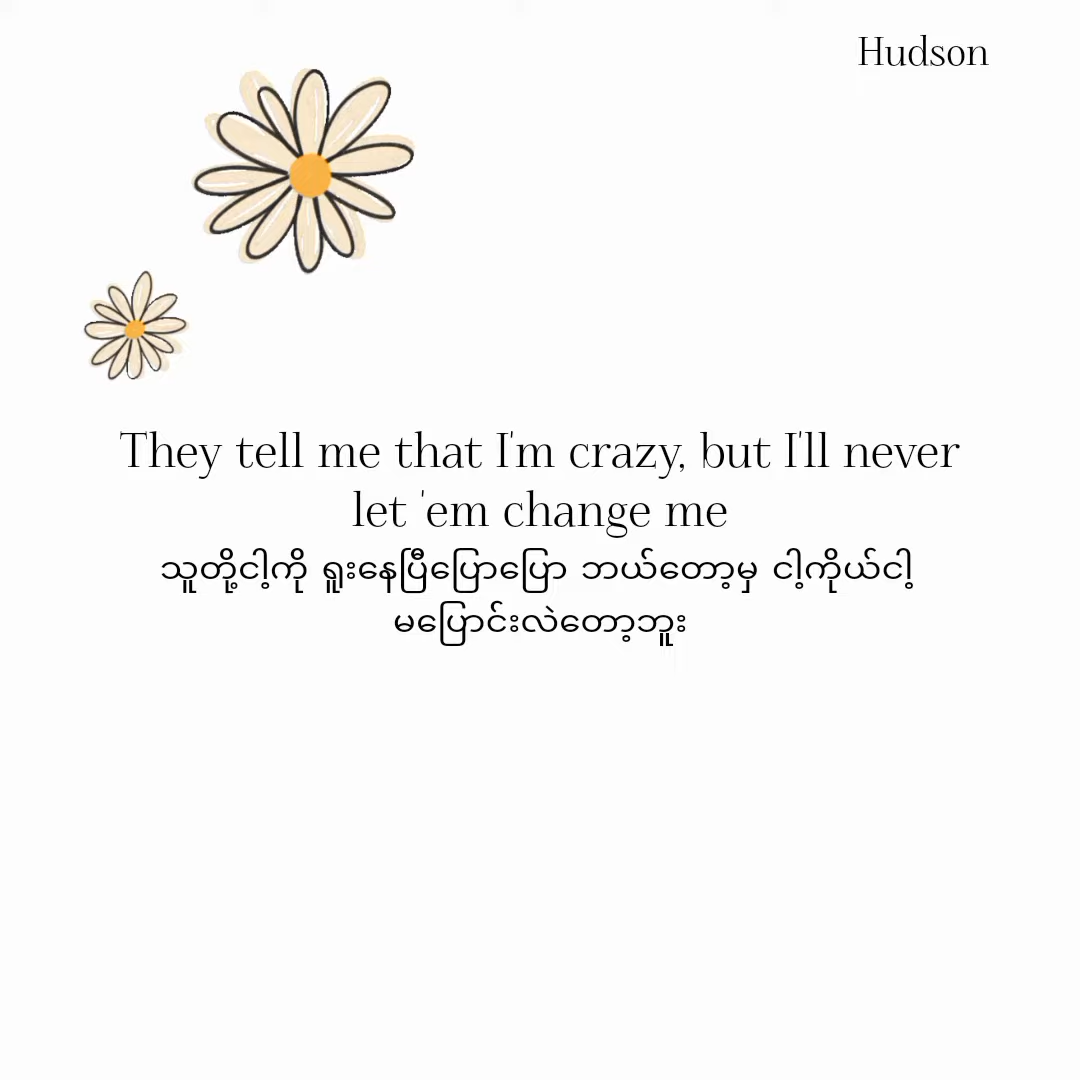 Hudson
They tell me that I'm crazy, but I'll never
let 'em change me
သူတို့ငါ့ကို ရူးနေပြီပြောပြော ဘယ်တော့မှ ငါ့ကိုယ်ငါ့
မပြောင်းလဲတော့ဘူး